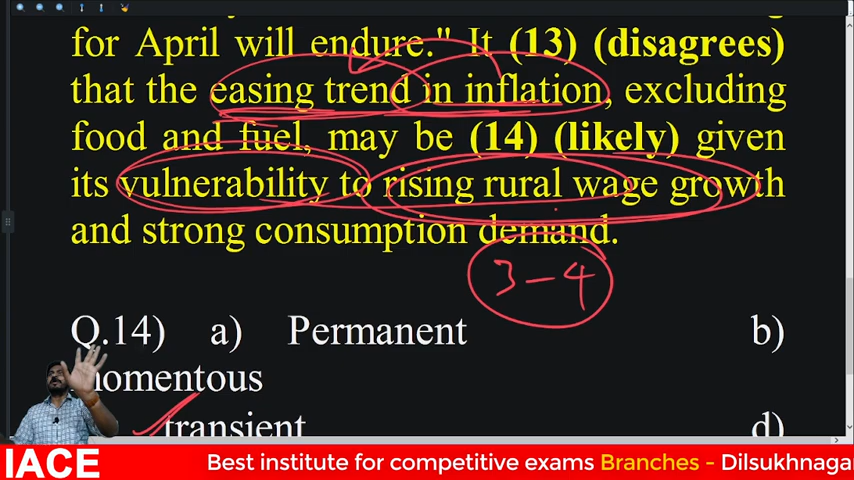 for April will endure." It (13) (disagrees)
that the easing trend in inflation, excluding
food and fuel, may be (14) (likely) given
its vulnerability to rising rural wage growth
and strong consumption demand.
3-4
Q.14) a) Permanent b)
momentous
transient d)
IACE Best institute for competitive exams Branches - Dilsukhnaga